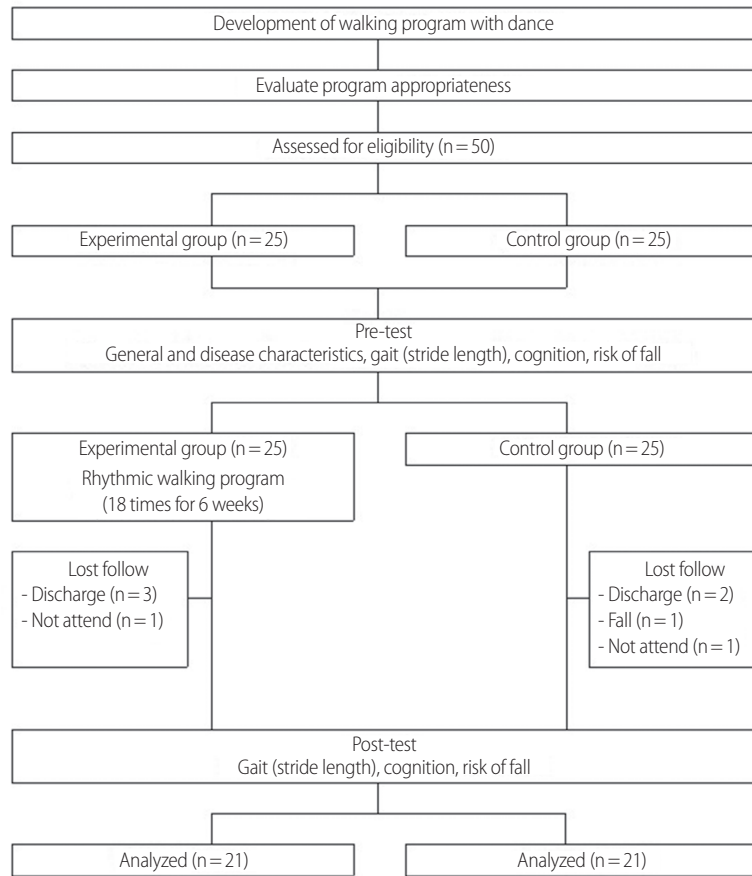 Development of walking program with dance
Evaluate program appropriateness
Assessed for eligibility (n = 50)
Experimental group (n = 25)
Control group (n = 25)
Pre-test
General and disease characteristics, gait (stride length), cognition, risk of fall
Experimental group (n = 25)
Rhythmic walking program
(18 times for 6 weeks)
Control group (n = 25)
Lost follow
- Discharge (n = 3)
- Not attend (n = 1)
Lost follow
- Discharge (n = 2)
- Fall (n = 1)
- Not attend (n = 1)
Post-test
Gait (stride length), cognition, risk of fall
Analyzed (n = 21)
Analyzed (n = 21)